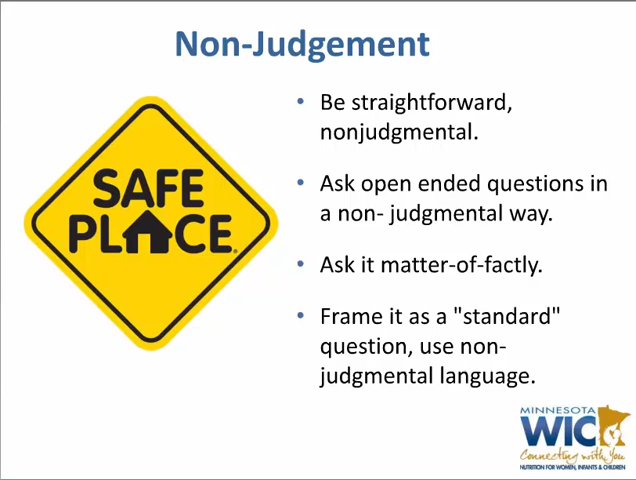 Non-Judgement
SAFE
PLACE®
• Be straightforward,
nonjudgmental.
• Ask open ended questions in
a non- judgmental way.
• Ask it matter-of-factly.
• Frame it as a "standard"
question, use non-
judgmental language.
MINNESOTA
WIC
Connecting with You
NUTRITION FOR WOMEN, INFANTS & CHILDREN